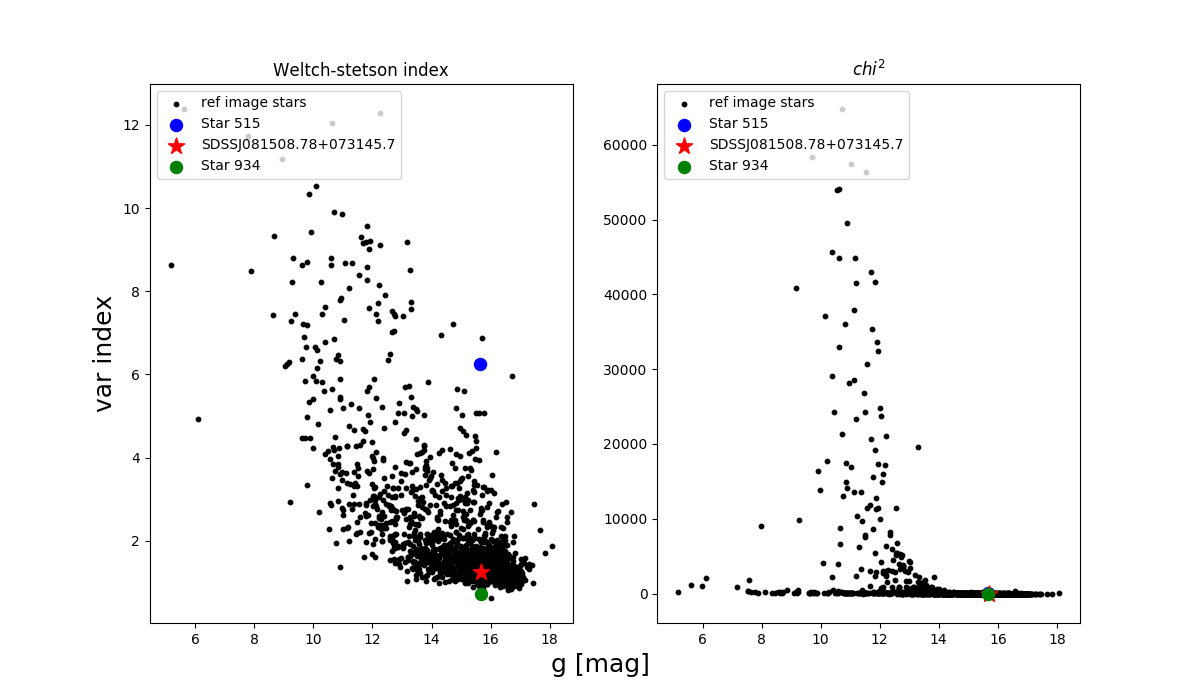 Weltch-stetson index
ref image stars
Star 515
SDSSJ081508.78+073145.7
Star 934
12
10
8
6
4
2
6
8
10
12
14
16
18
var index
chi²
ref image stars
Star 515
SDSSJ081508.78+073145.7
Star 934
60000
50000
40000
30000
20000
10000
0
6
8
10
12
14
16
18
g [mag]